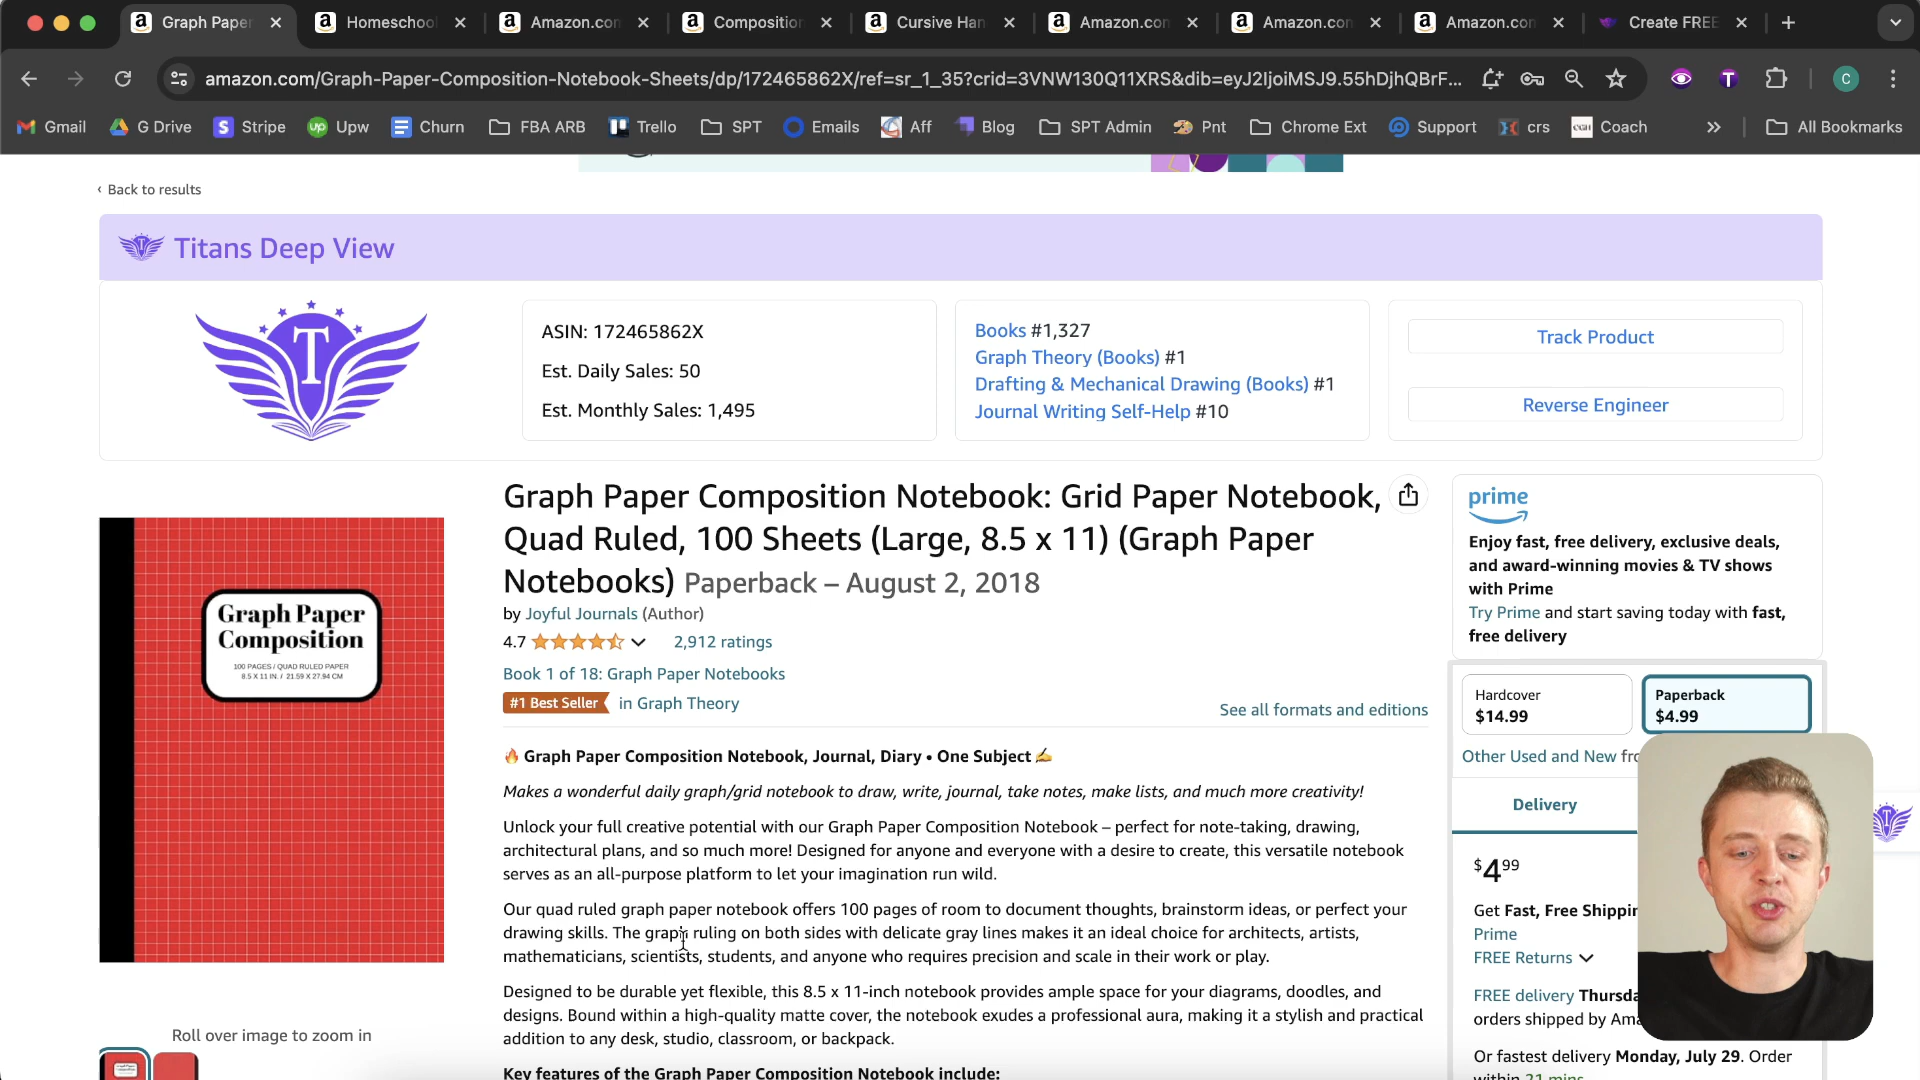 Graph Paper
Homeschoo
Amazon.con
Composition
Cursive Han
Amazon.con
Amazon.con
Amazon.con
Create FREE
amazon.com/Graph-Paper-Composition-Notebook-Sheets/dp/172465862X/ref=sr_1_35?crid=3VNW130Q11XRS&dib=eyJ2IjoiMSJ9.55hDjhQBrF...
T
C
Gmail
G Drive
Stripe
Upw
Churn
FBA ARB
Trello
SPT
Emails
Aff
Blog
SPT Admin
Pnt
Chrome Ext
Support
crs
Coach
»
All Bookmarks
‹ Back to results
Titans Deep View
T
ASIN: 172465862X
Est. Daily Sales: 50
Est. Monthly Sales: 1,495
Books #1,327
Graph Theory (Books) #1
Drafting & Mechanical Drawing (Books) #1
Journal Writing Self-Help #10
Track Product
Reverse Engineer
Graph Paper
Composition
100 PAGES / QUAD RULED PAPER
8.5 X 11 IN. / 21.59 X 27.94 CM
Roll over image to zoom in
Graph Paper Composition Notebook: Grid Paper Notebook,
Quad Ruled, 100 Sheets (Large, 8.5 x 11) (Graph Paper
Notebooks) Paperback – August 2, 2018
by Joyful Journals (Author)
4.7
2,912 ratings
Book 1 of 18: Graph Paper Notebooks
#1 Best Seller in Graph Theory
See all formats and editions
🔥 Graph Paper Composition Notebook, Journal, Diary • One Subject ✍
Makes a wonderful daily graph/grid notebook to draw, write, journal, take notes, make lists, and much more creativity!
Unlock your full creative potential with our Graph Paper Composition Notebook – perfect for note-taking, drawing,
architectural plans, and so much more! Designed for anyone and everyone with a desire to create, this versatile notebook
serves as an all-purpose platform to let your imagination run wild.
Our quad ruled graph paper notebook offers 100 pages of room to document thoughts, brainstorm ideas, or perfect your
drawing skills. The graph ruling on both sides with delicate gray lines makes it an ideal choice for architects, artists,
mathematicians, scientists, students, and anyone who requires precision and scale in their work or play.
Designed to be durable yet flexible, this 8.5 x 11-inch notebook provides ample space for your diagrams, doodles, and
designs. Bound within a high-quality matte cover, the notebook exudes a professional aura, making it a stylish and practical
addition to any desk, studio, classroom, or backpack.
Key features of the Graph Paper Composition Notebook include:
prime
Enjoy fast, free delivery, exclusive deals,
and award-winning movies & TV shows
with Prime
Try Prime and start saving today with fast,
free delivery
Hardcover
$14.99
Paperback
$4.99
Other Used and New fro
Delivery
$4.99
Get Fast, Free Shippin
Prime
FREE Returns
FREE delivery Thursda
orders shipped by Ama
Or fastest delivery Monday, July 29. Order
within 21 mins